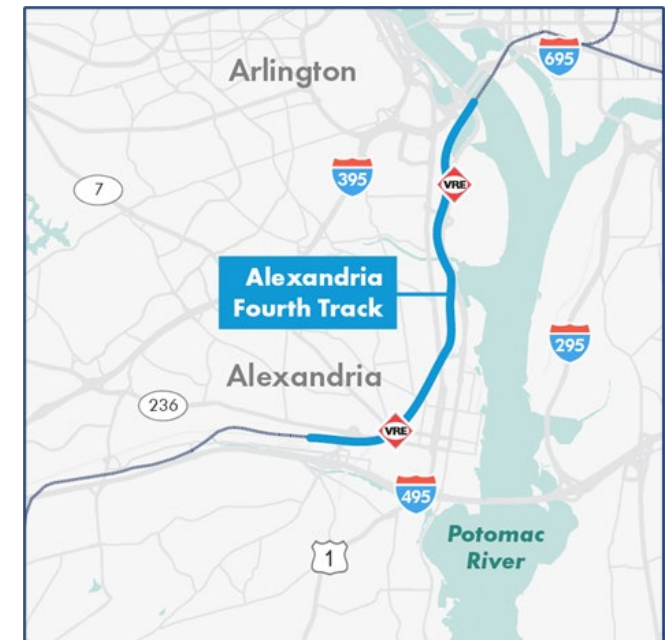 695
Arlington
395
7
VRE
Alexandria
Fourth Track
295
Alexandria
236
VRE
495
Potomac
River
1